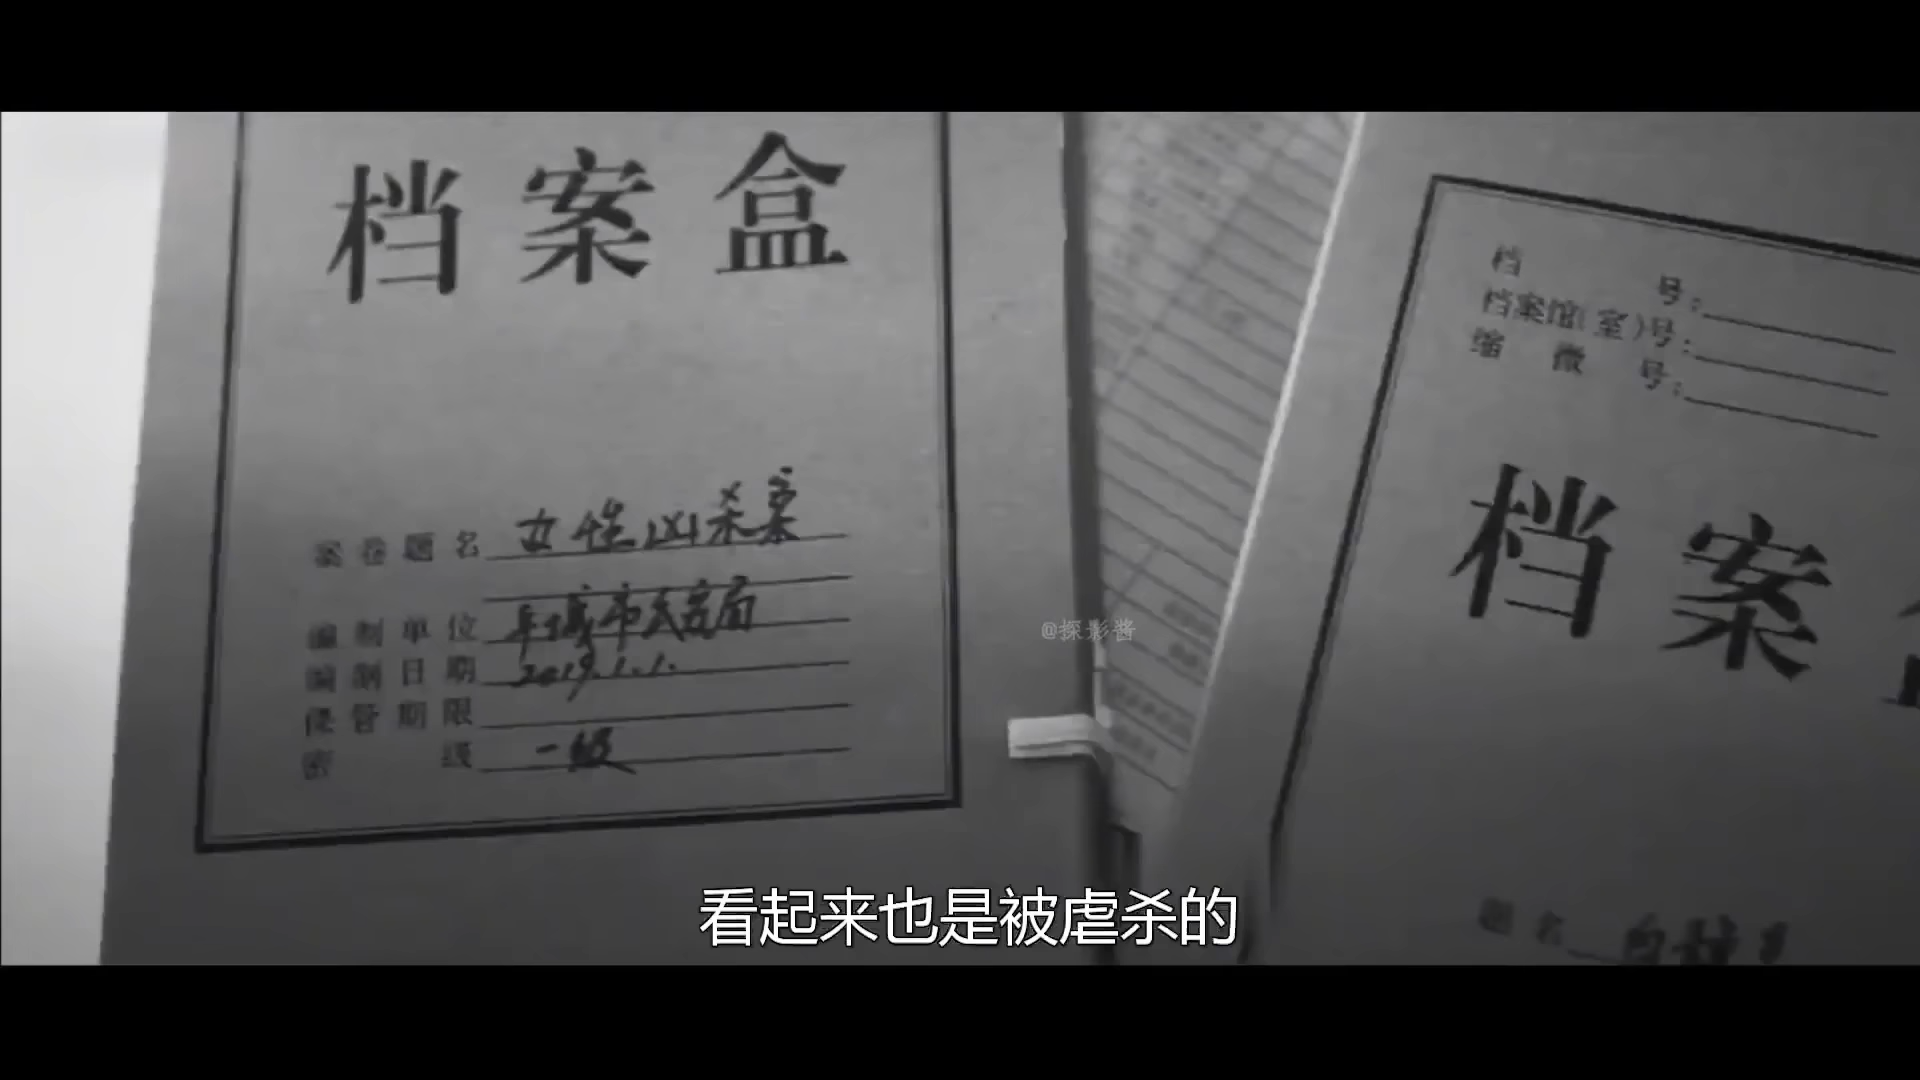 档案盒
案卷题名 女性凶杀案
编制单位
编制日期 2019.1.1.
保管期限
密 级 一级
@探影酱
档 号:
档案馆(室)号:
缩 微 号:
档案
题名
看起来也是被虐杀的